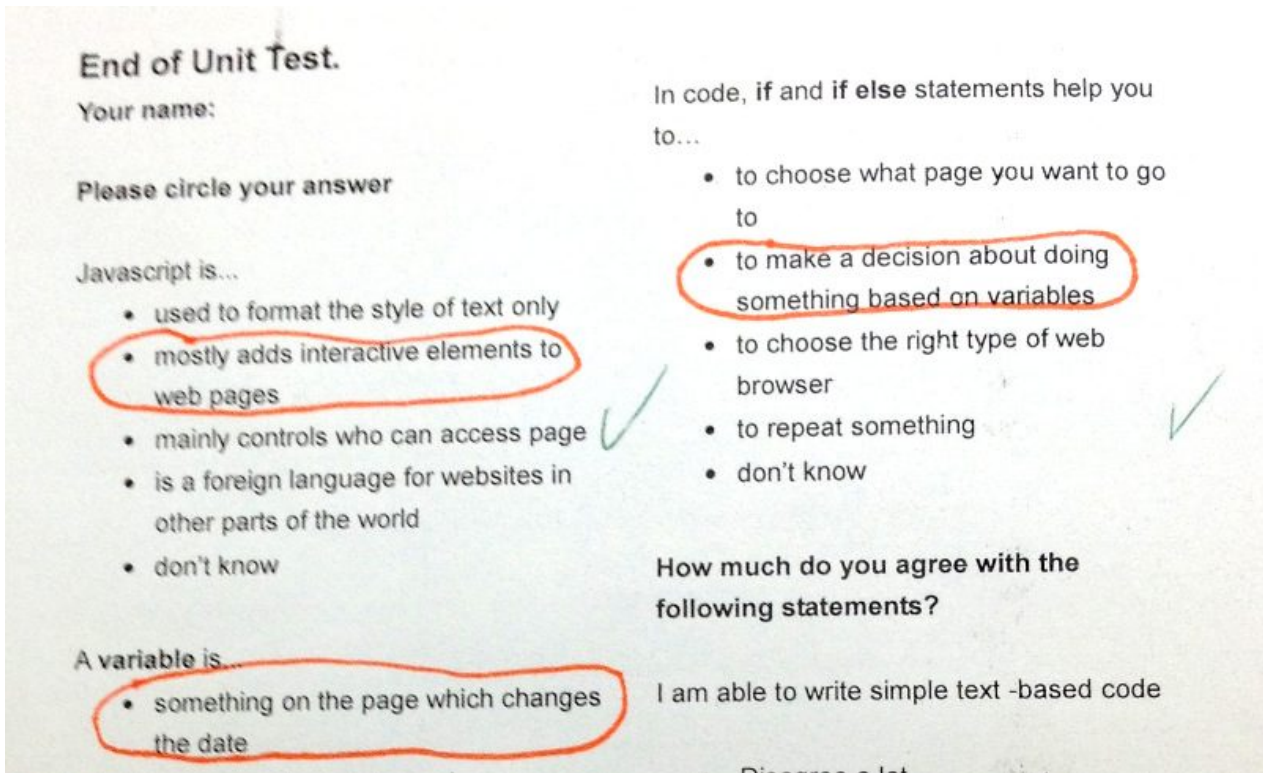 End of Unit Test.
Your name:
Please circle your answer
Javascript is...
• used to format the style of text only
• mostly adds interactive elements to
web pages
• mainly controls who can access page
• is a foreign language for websites in
other parts of the world
• don't know
A variable is...
• something on the page which changes
the date
In code, if and if else statements help you
to...
• to choose what page you want to go
to
• to make a decision about doing
something based on variables
• to choose the right type of web
browser
• to repeat something
• don't know
How much do you agree with the
following statements?
I am able to write simple text -based code
Disagree a lot